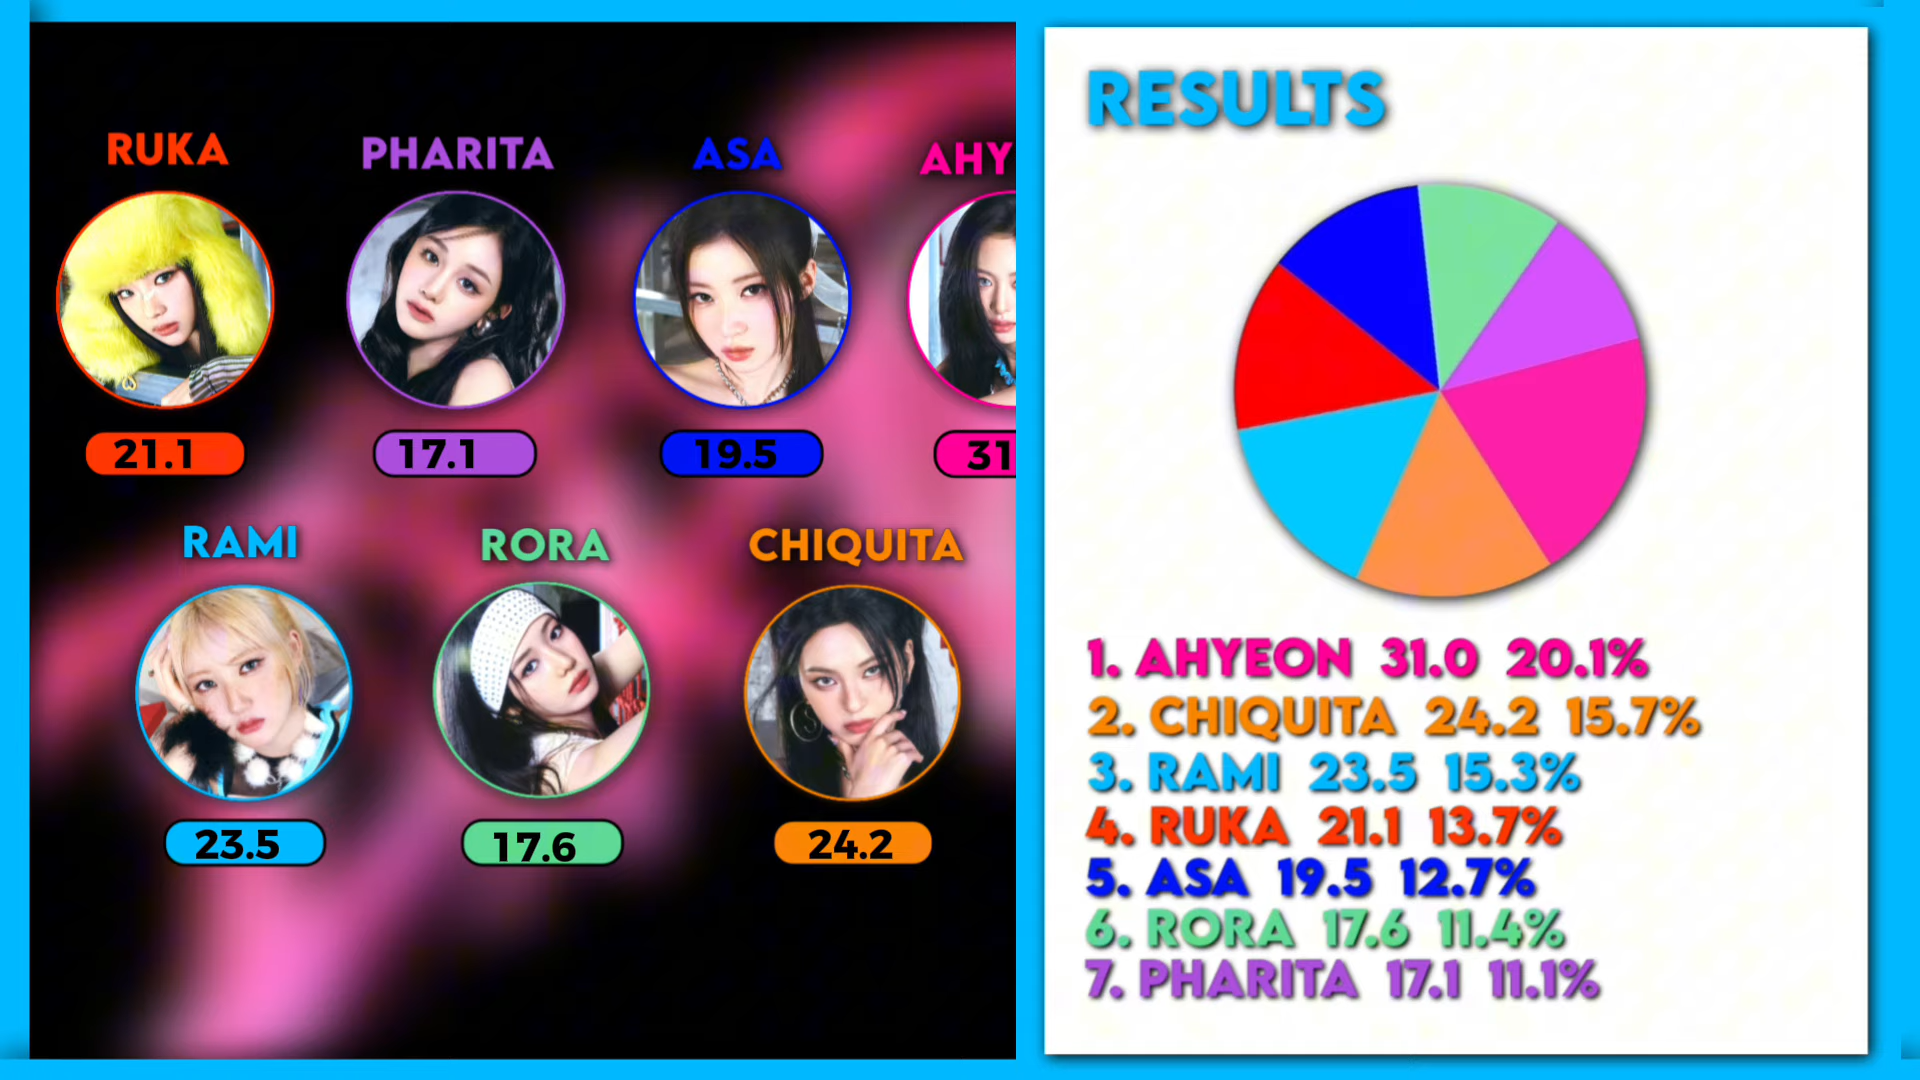 RUKA
PHARITA
ASA
AHY
21.1
17.1
19.5
31
RAMI
RORA
CHIQUITA
23.5
17.6
24.2
RESULTS
1. AHYEON 31.0 20.1%
2. CHIQUITA 24.2 15.7%
3. RAMI 23.5 15.3%
4. RUKA 21.1 13.7%
5. ASA 19.5 12.7%
6. RORA 17.6 11.4%
7. PHARITA 17.1 11.1%